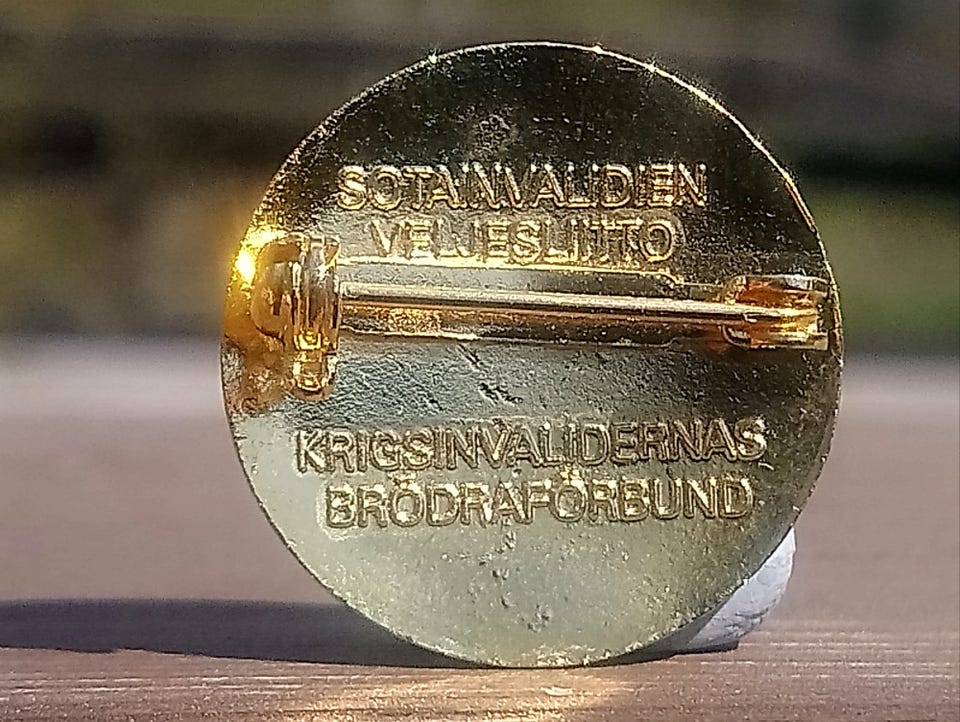 SOTAINVALIDIEN
VELJESLIITTO
KRIGSINVALIDERNAS
BRÖDRAFÖRBUND